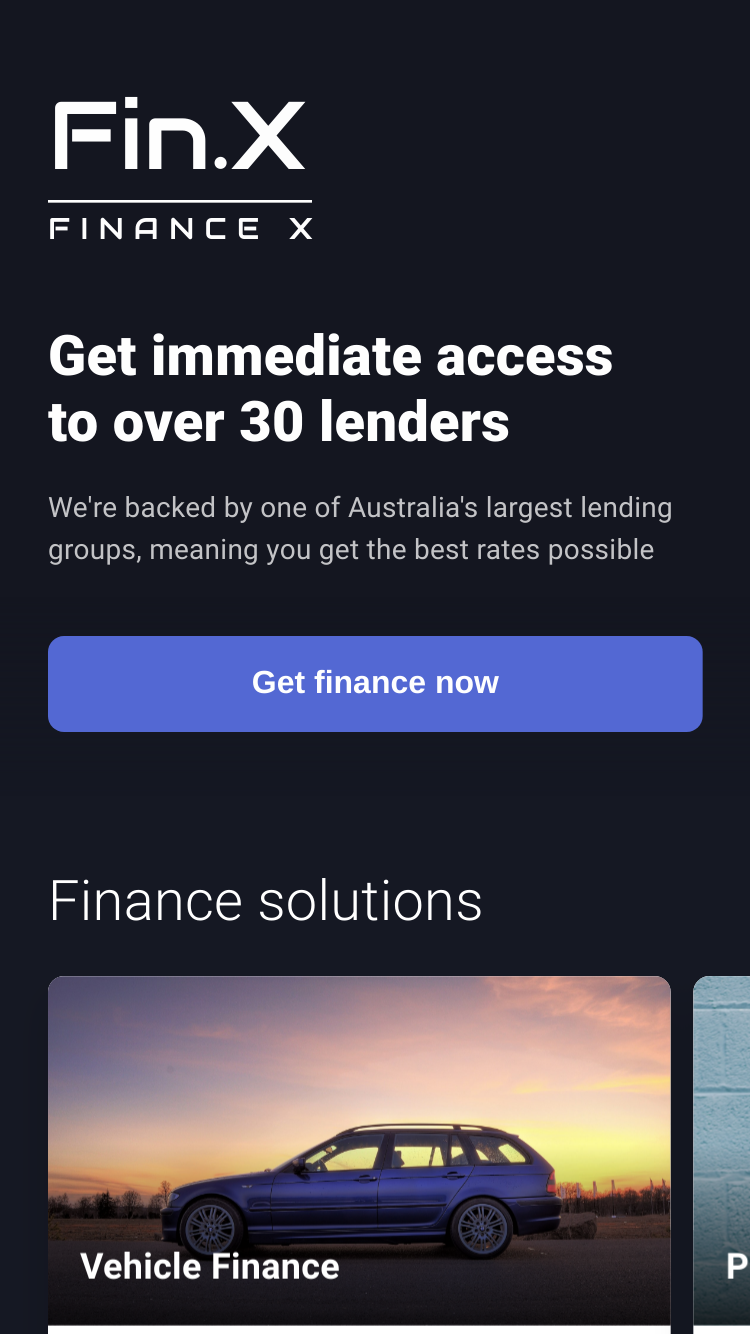 Fin.X
FINANCE X
Get immediate access
to over 30 lenders
We're backed by one of Australia's largest lending
groups, meaning you get the best rates possible
Get finance now
Finance solutions
Vehicle Finance